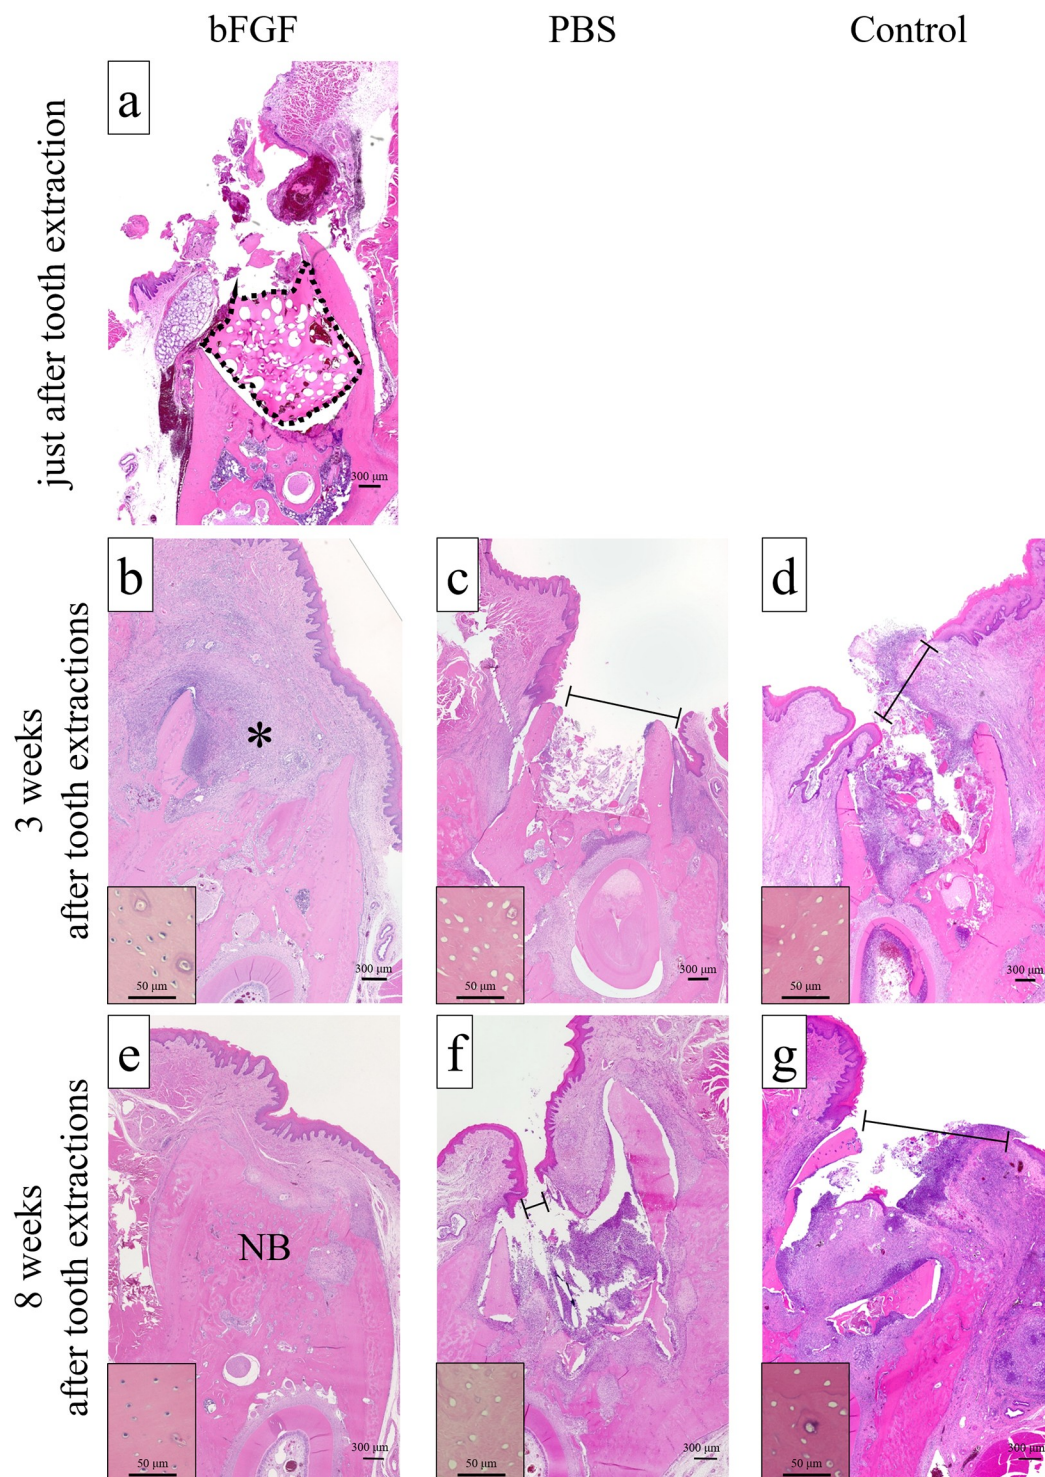 bFGF
PBS
Control
just after tooth extraction
a
300 μm
3 weeks
after tooth extractions
b
*
50 μm
300 μm
c
50 μm
300 μm
d
50 μm
300 μm
8 weeks
after tooth extractions
e
NB
50 μm
300 μm
f
50 μm
300 μm
g
50 μm
300 μm